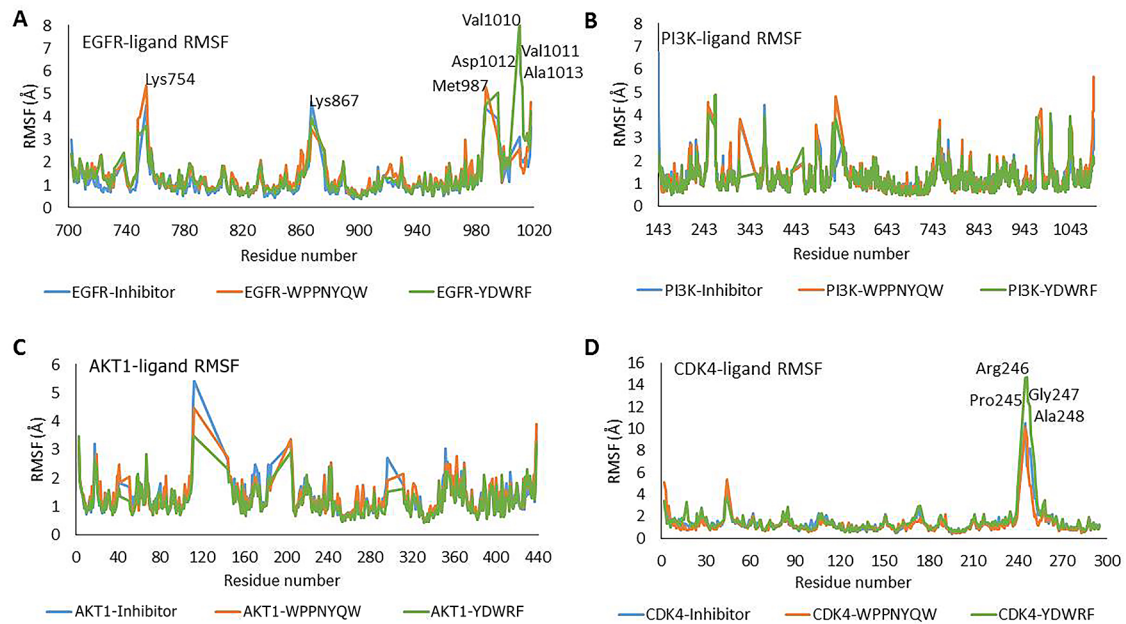 A
EGFR-ligand RMSF
Val1010
Val1011
Asp1012
Ala1013
Met987
Lys754
Lys867
RMSF (Å)
8
7
6
5
4
3
2
1
0
700 740 780 820 860 900 940 980 1020
Residue number
EGFR-Inhibitor EGFR-WPPNYQW EGFR-YDWRF
B
PI3K-ligand RMSF
RMSF (Å)
8
7
6
5
4
3
2
1
0
143 243 343 443 543 643 743 843 943 1043
Residue number
PI3K-Inhibitor PI3K-WPPNYQW PI3K-YDWRF
C
AKT1-ligand RMSF
RMSF (Å)
6
5
4
3
2
1
0
0 40 80 120 160 200 240 280 320 360 400 440
Residue number
AKT1-Inhibitor AKT1-WPPNYQW AKT1-YDWRF
D
CDK4-ligand RMSF
Arg246
Pro245
Gly247
Ala248
RMSF (Å)
16
14
12
10
8
6
4
2
0
0 30 60 90 120 150 180 210 240 270 300
Residue number
CDK4-Inhibitor CDK4-WPPNYQW CDK4-YDWRF